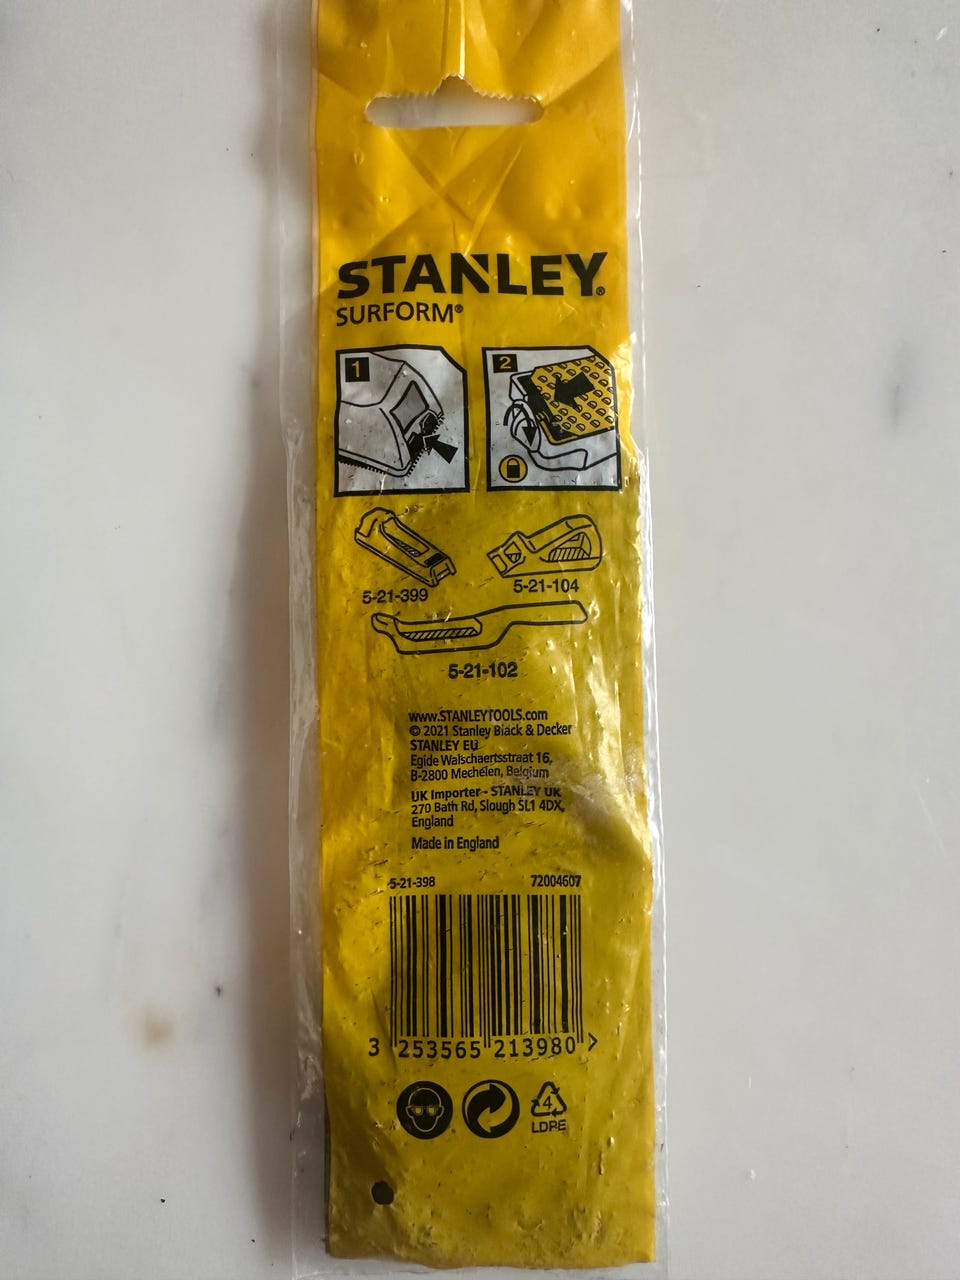 STANLEY®
SURFORM®
1
2
5-21-399
5-21-104
5-21-102
www.STANLEYTOOLS.com
© 2021 Stanley Black & Decker
STANLEY EU
Egide Walschaertsstraat 16,
B-2800 Mechelen, Belgium
UK Importer - STANLEY UK
270 Bath Rd, Slough SL1 4DX,
England
Made in England
5-21-398 72004607
3 253565 213980 >
4
LDPE